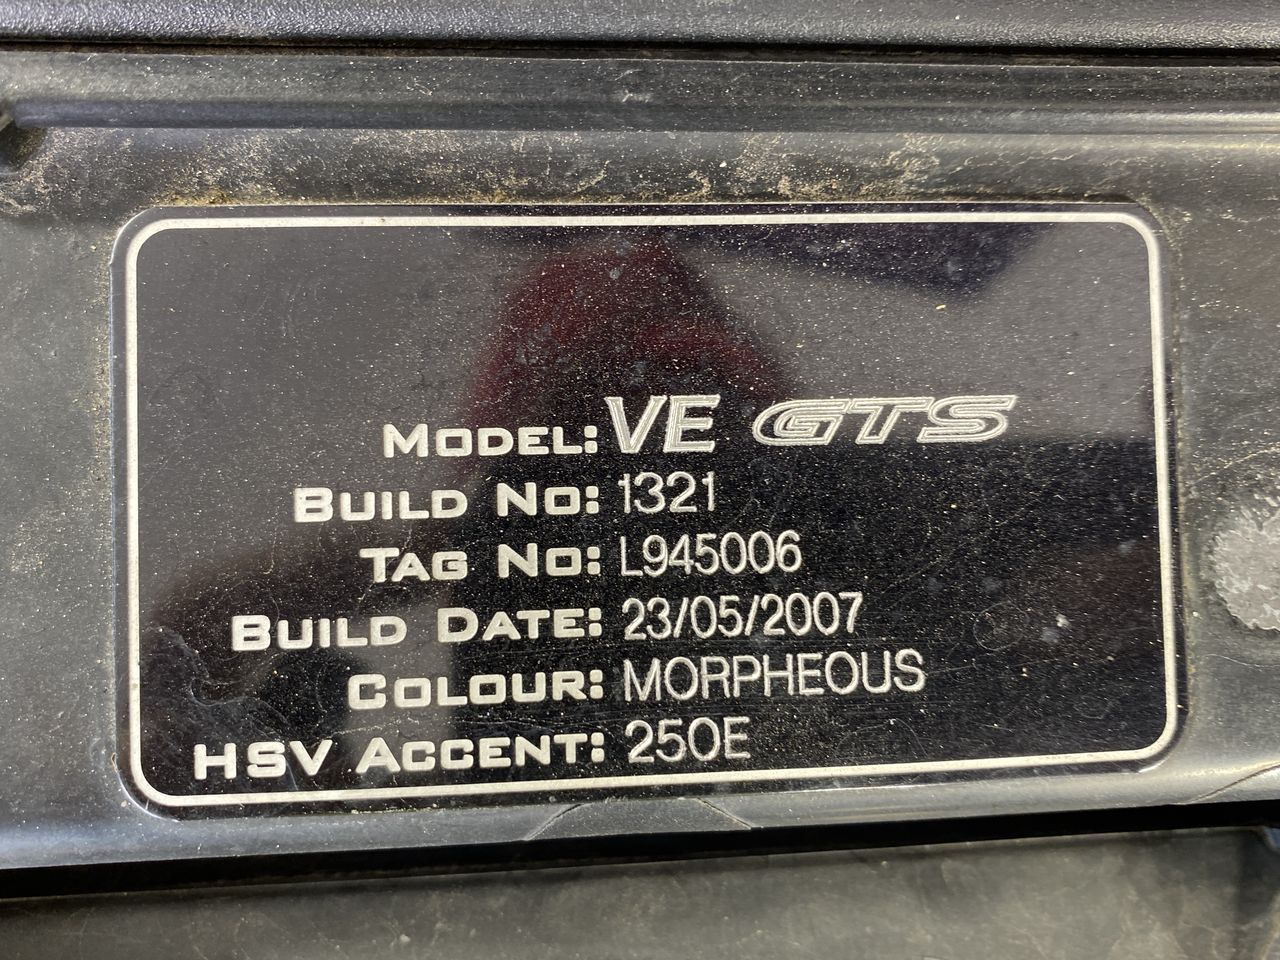 MODEL: VE GTS
BUILD NO: 1321
TAG NO: L945006
BUILD DATE: 23/05/2007
COLOUR: MORPHEOUS
HSV ACCENT: 250E